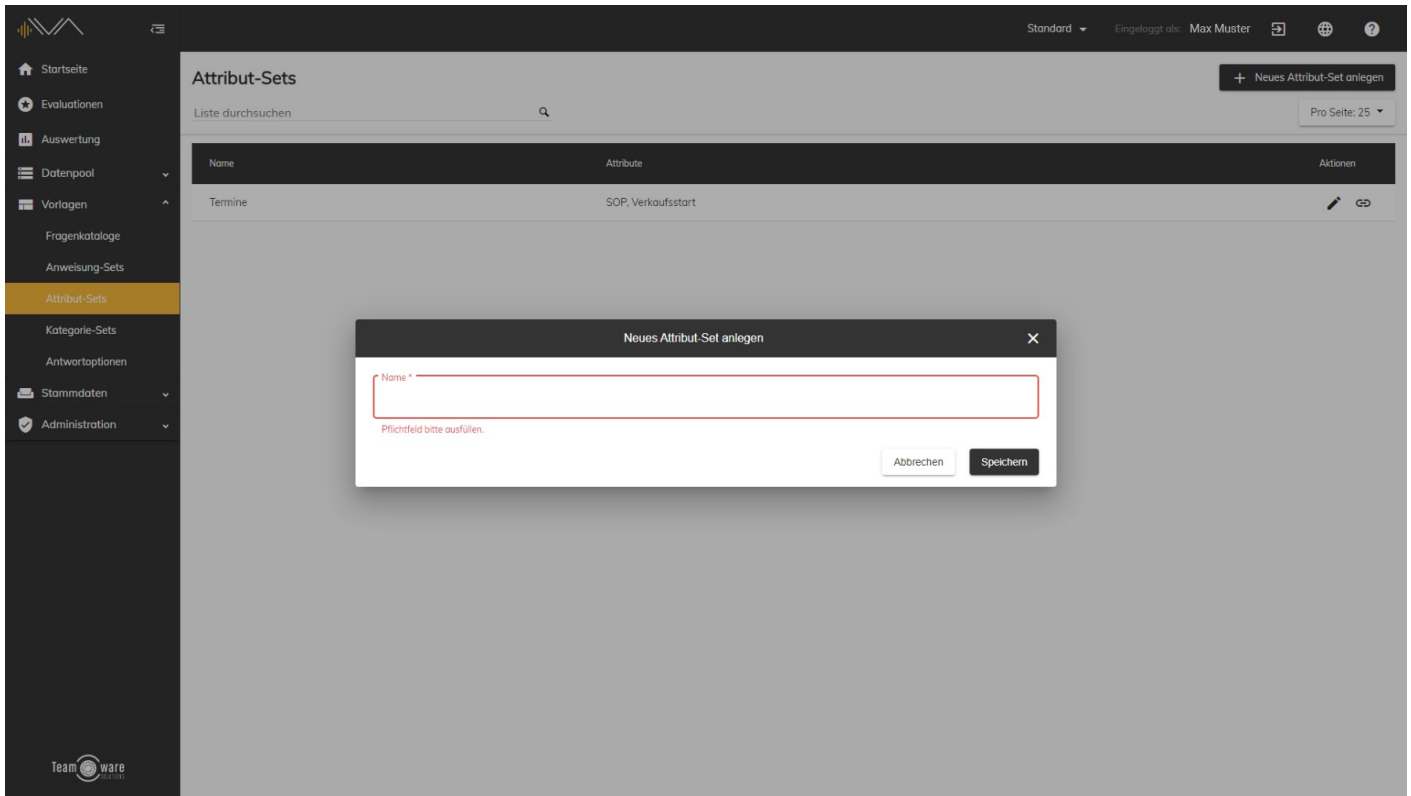 Standard Eingeloggt als: Max Muster
Startseite
Evaluationen
Auswertung
Datenpool
Vorlagen
Fragenkataloge
Anweisung-Sets
Attribut-Sets
Kategorie-Sets
Antwortoptionen
Stammdaten
Administration
Team ware
SOLUTIONS
Attribut-Sets
+ Neues Attribut-Set anlegen
Liste durchsuchen
Pro Seite: 25
Name Attribute Aktionen
Termine SOP, Verkaufsstart
Neues Attribut-Set anlegen
Name *
Pflichtfeld bitte ausfüllen.
Abbrechen Speichern